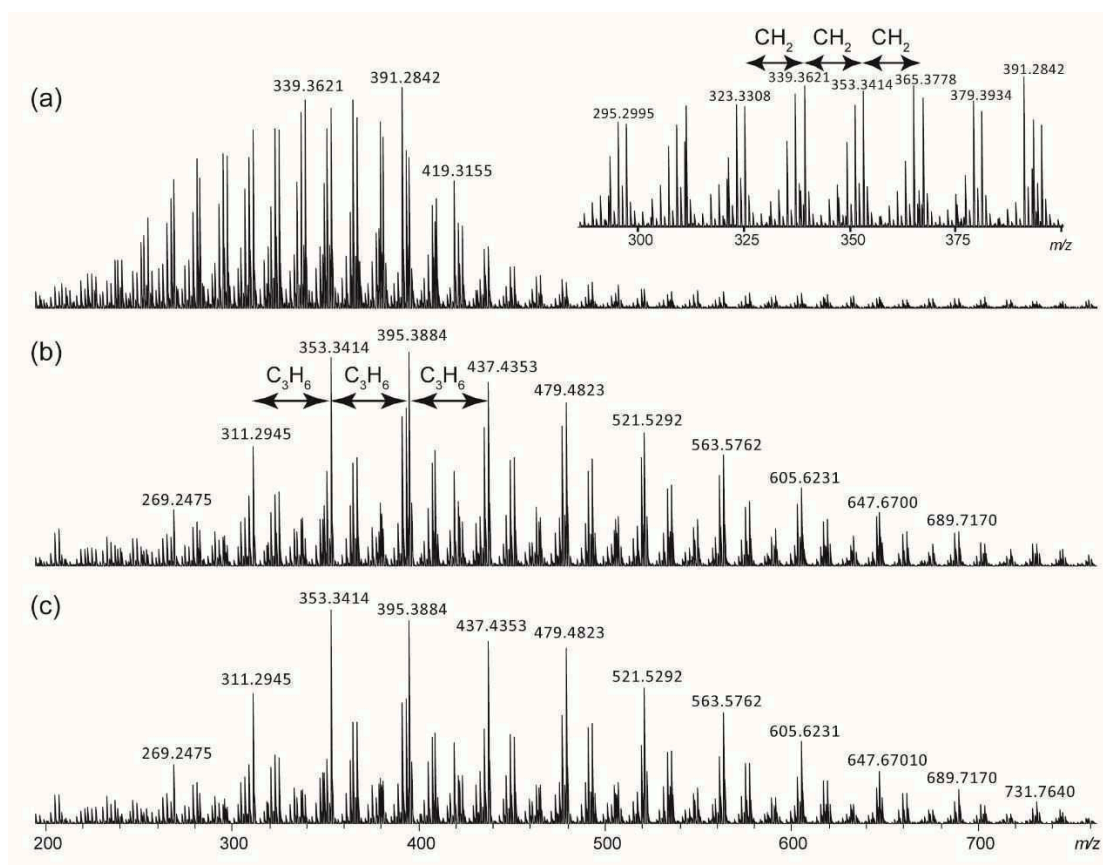 CH2 CH2 CH2
(a) 339.3621 391.2842 339.3621 365.3778 391.2842
353.3414 379.3934
323.3308
295.2995
419.3155
300 325 350 375 m/z
(b) 353.3414 395.3884
C3H6 C3H6 C3H6 437.4353
479.4823
311.2945 521.5292
563.5762
269.2475 605.6231
647.6700
689.7170
(c) 353.3414 395.3884
437.4353 479.4823
311.2945 521.5292
563.5762
269.2475 605.6231
647.67010
689.7170
731.7640
200 300 400 500 600 700 m/z